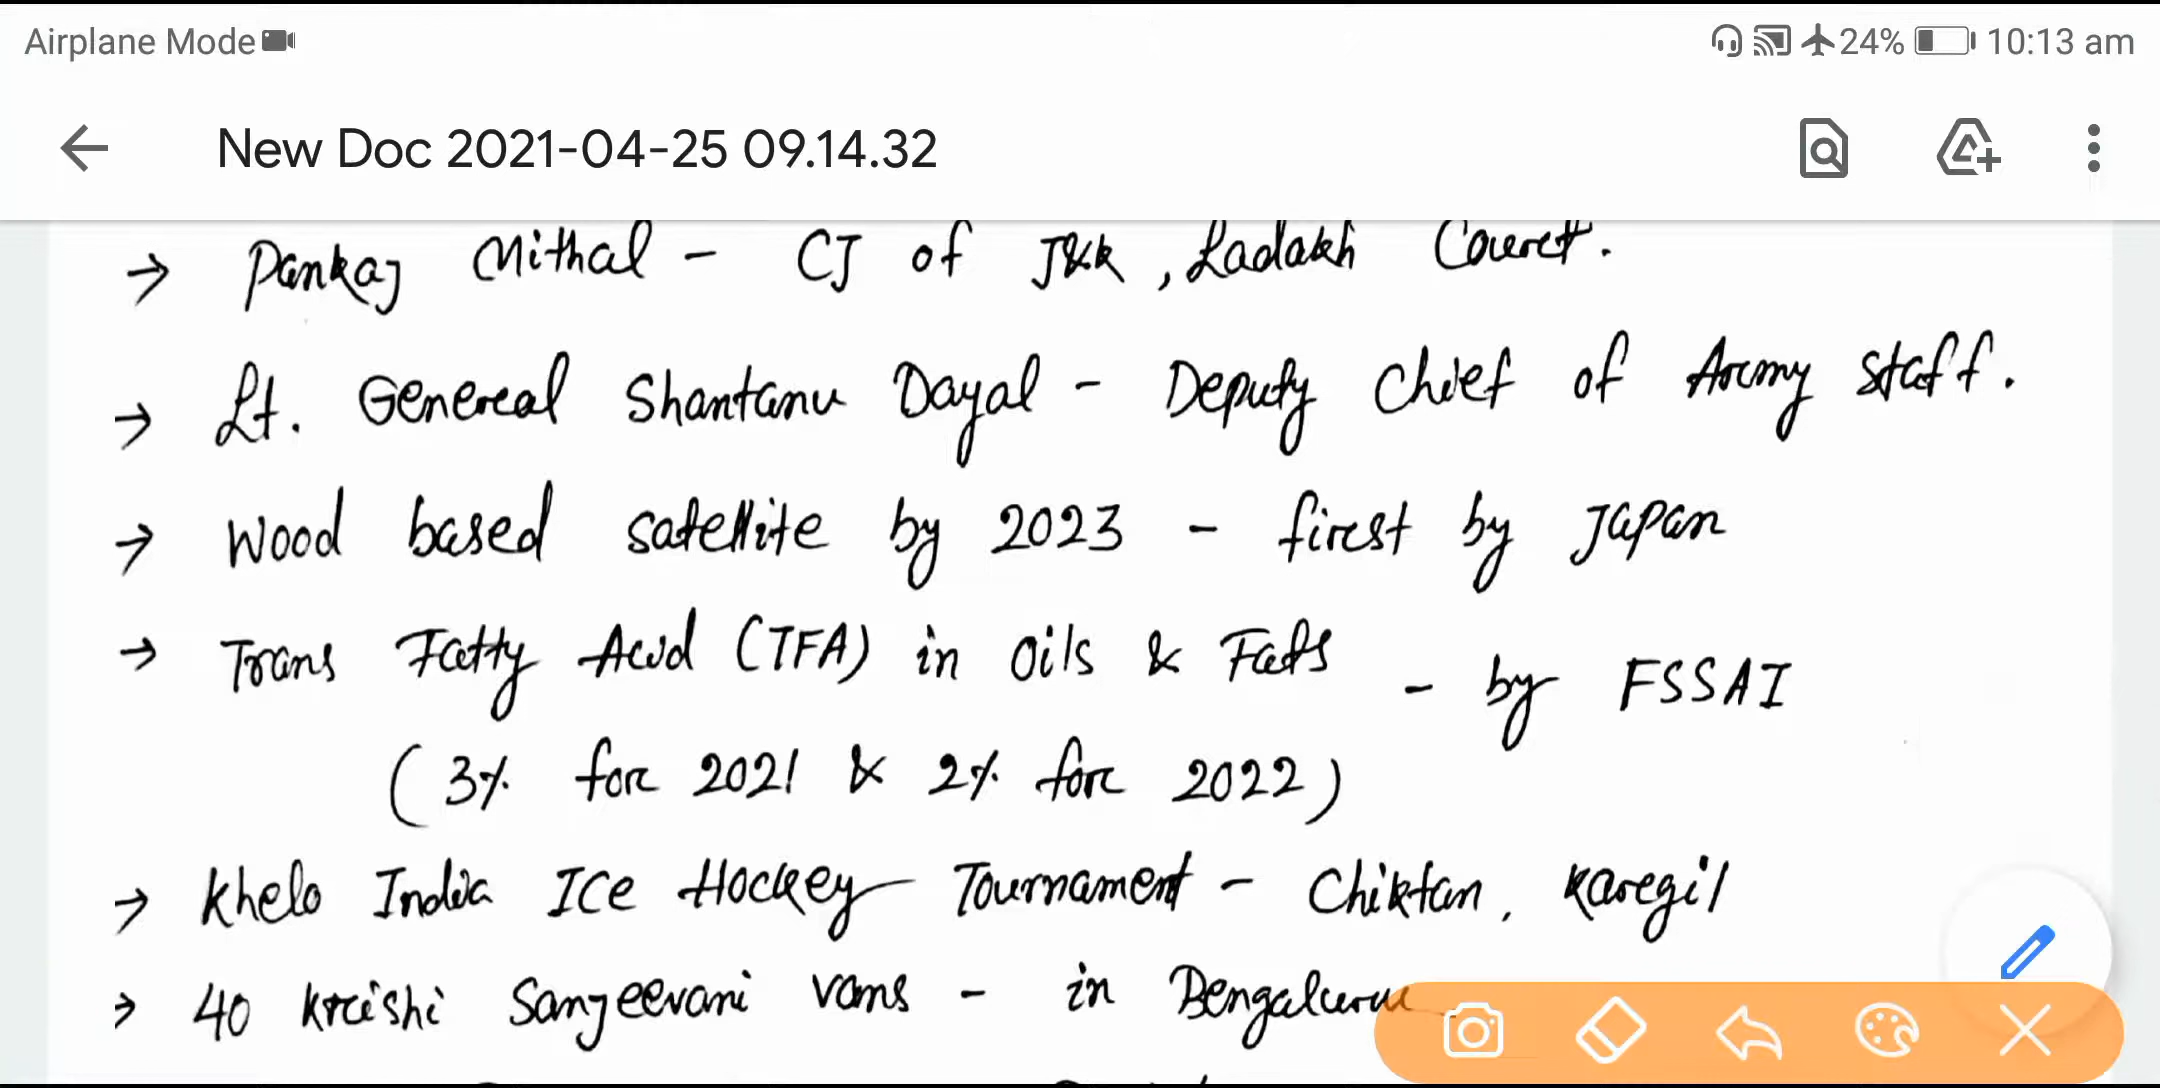 Airplane Mode 24% 10:13 am
New Doc 2021-04-25 09.14.32
→ Pankaj Mithal - CJ of J&k, Ladakh Court.
→ Lt. General Shantanu Dayal - Deputy Chief of Army Staff.
→ Wood based satellite by 2023 - first by Japan
→ Trans Fatty Acid (TFA) in Oils & Fats - by FSSAI
(3% for 2021 & 2% for 2022)
→ Khelo India Ice Hockey Tournament - Chiktan, Kargil
→ 40 Krishi Sanjeevani vans - in Bengaluru